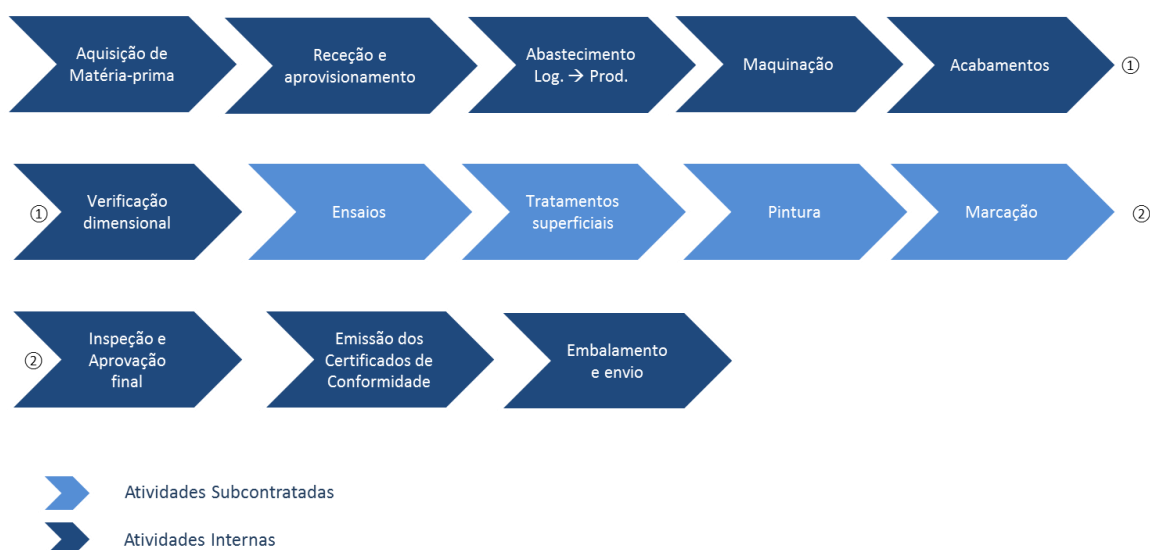 Aquisição de
Matéria-prima
Receção e
aprovisionamento
Abastecimento
Log. → Prod.
Maquinação
Acabamentos
①
①
Verificação
dimensional
Ensaios
Tratamentos
superficiais
Pintura
Marcação
②
②
Inspeção e
Aprovação
final
Emissão dos
Certificados de
Conformidade
Embalamento
e envio
Atividades Subcontratadas
Atividades Internas